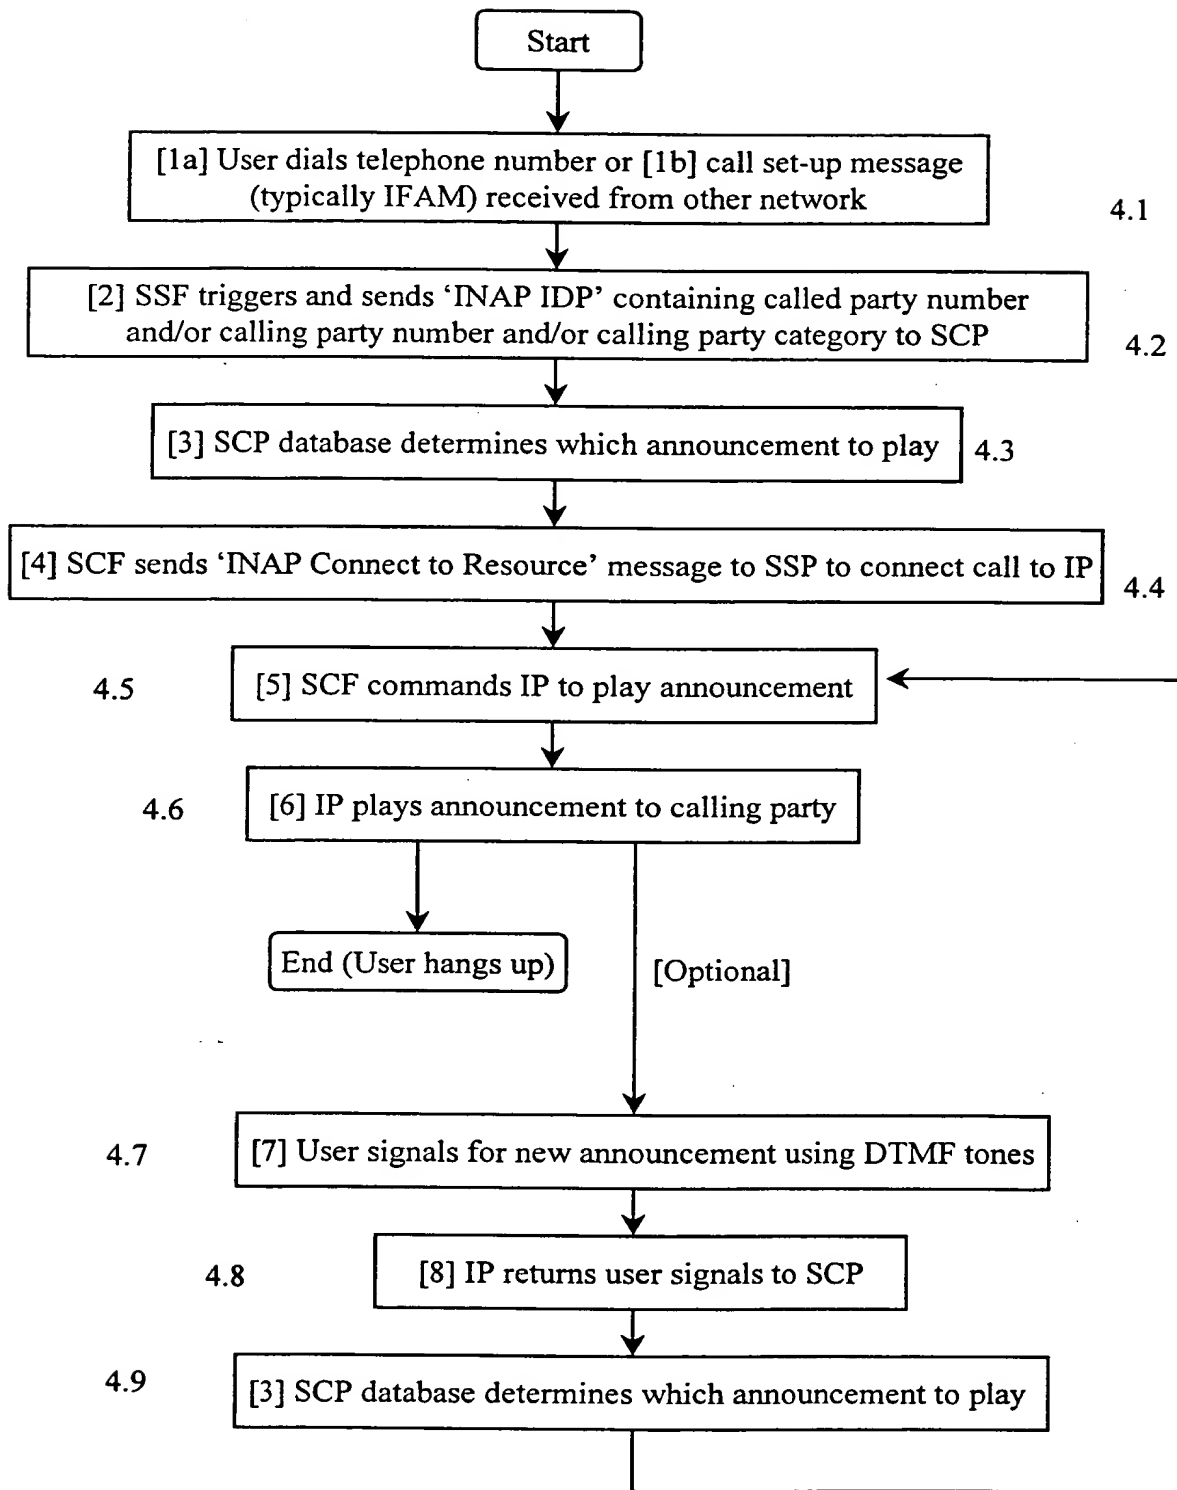 Start
[1a] User dials telephone number or [1b] call set-up message
(typically IFAM) received from other network
4.1
[2] SSF triggers and sends ‘INAP IDP’ containing called party number
and/or calling party number and/or calling party category to SCP
4.2
[3] SCP database determines which announcement to play
4.3
[4] SCF sends ‘INAP Connect to Resource’ message to SSP to connect call to IP
4.4
4.5
[5] SCF commands IP to play announcement
4.6
[6] IP plays announcement to calling party
End (User hangs up)
[Optional]
4.7
[7] User signals for new announcement using DTMF tones
4.8
[8] IP returns user signals to SCP
4.9
[3] SCP database determines which announcement to play